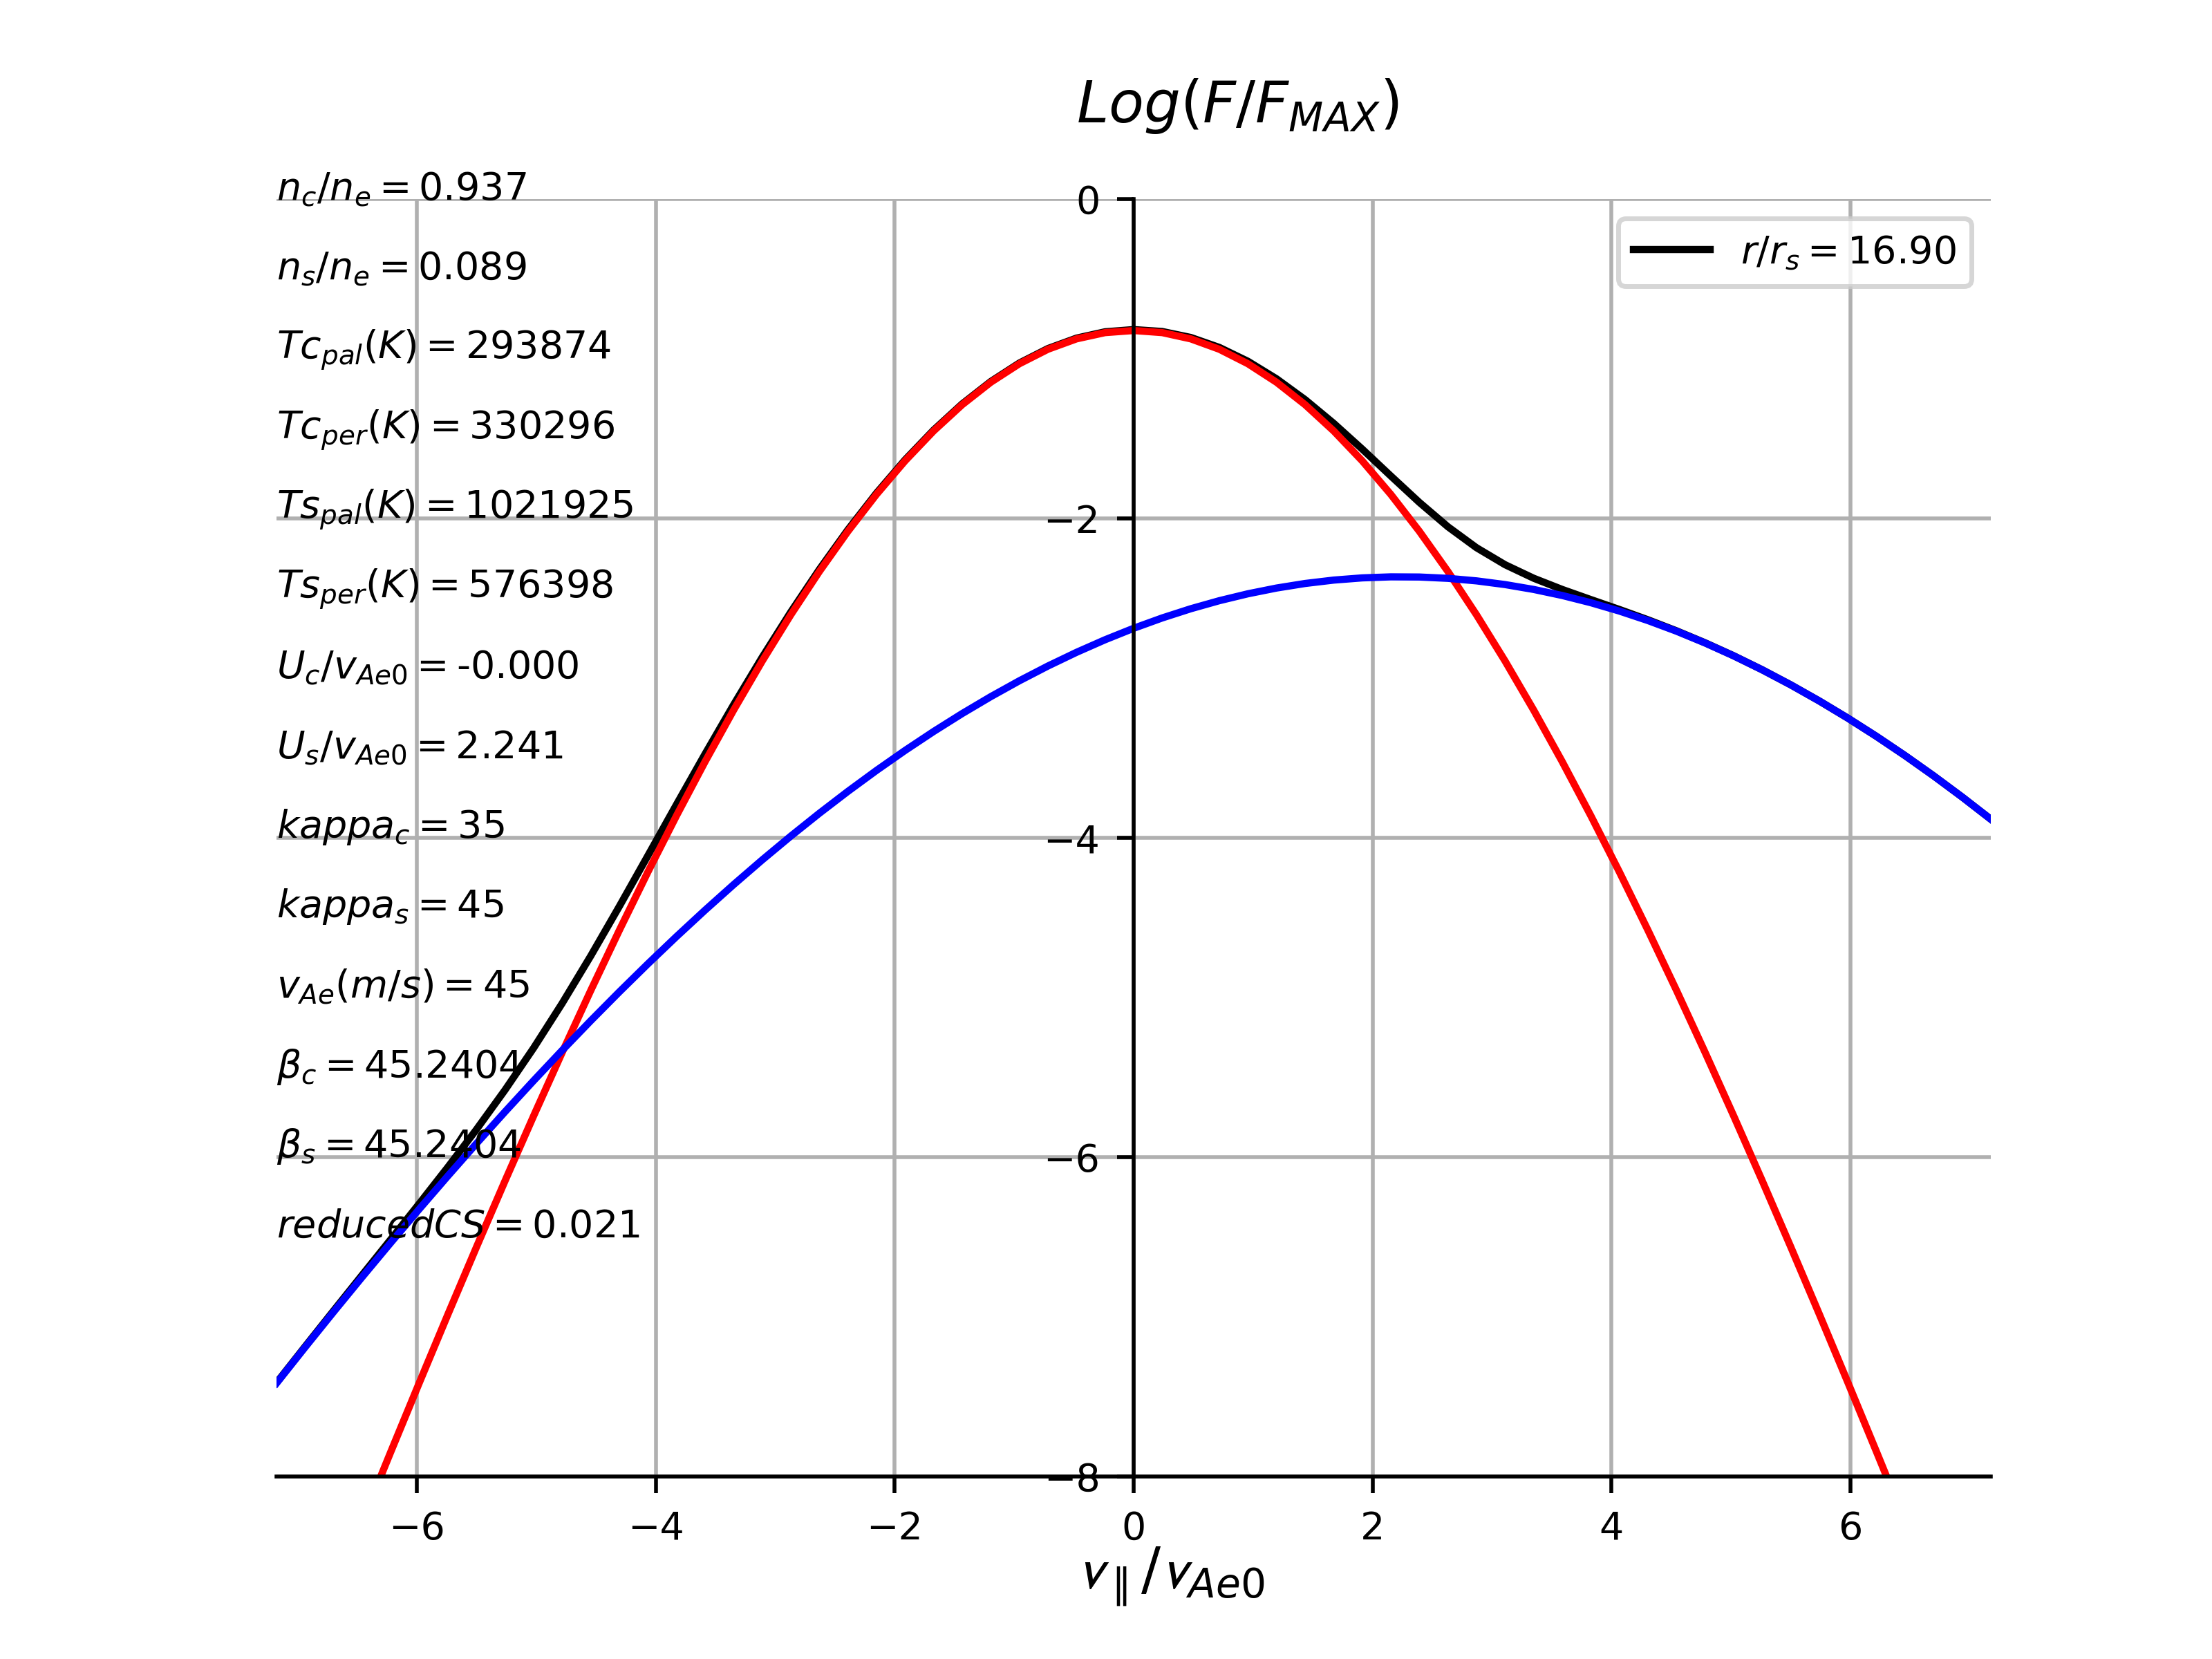 Log(F/F_MAX)
n_c/n_e = 0.937
0
r/r_s = 16.90
n_s/n_e = 0.089
Tc_pal(K) = 293874
Tc_per(K) = 330296
Ts_pal(K) = 1021925
−2
Ts_per(K) = 576398
U_c/v_Ae0 = -0.000
U_s/v_Ae0 = 2.241
kappa_c = 35
−4
kappa_s = 45
v_Ae(m/s) = 45
β_c = 45.2404
β_s = 45.2404
−6
reducedCS = 0.021
−8
−6 −4 −2 0 2 4 6
v_∥/v_Ae0